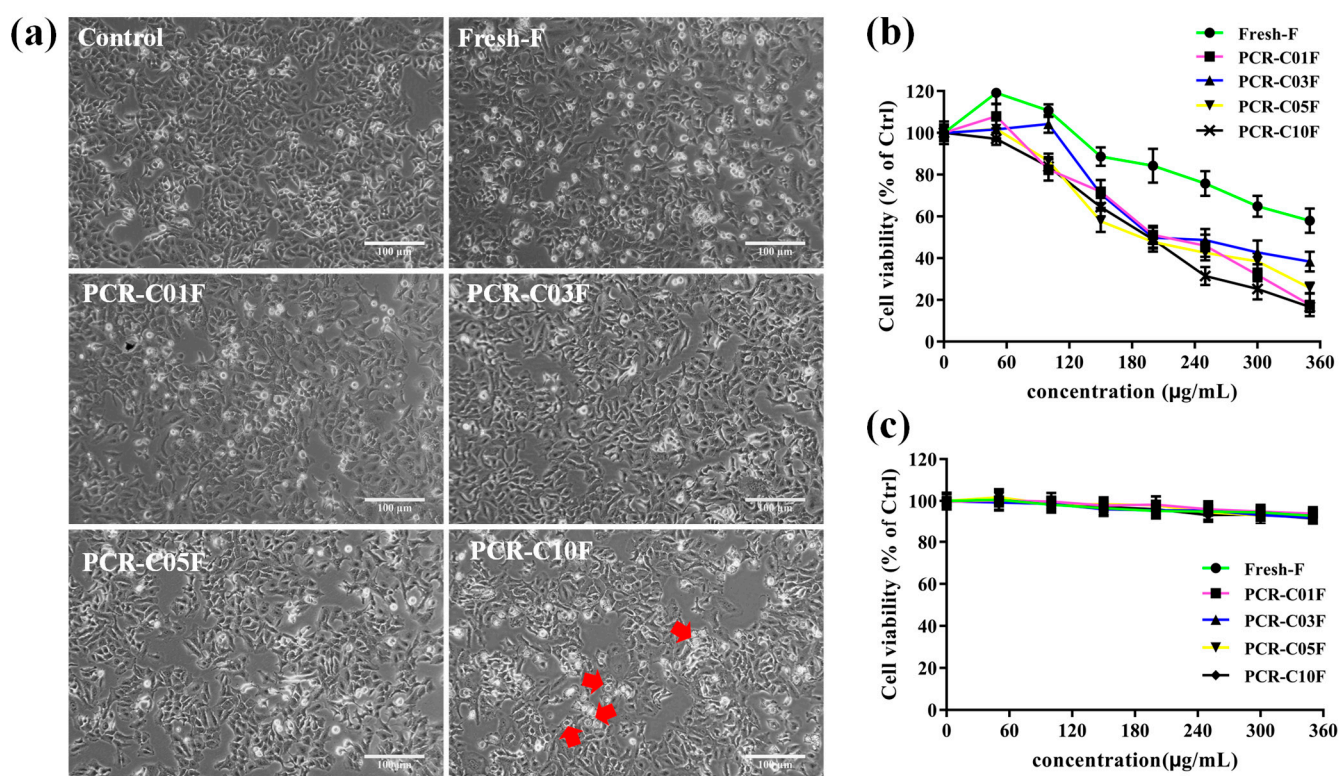 (a)
Control
100 μm
Fresh-F
100 μm
PCR-C01F
100 μm
PCR-C03F
100 μm
PCR-C05F
100 μm
PCR-C10F
100 μm
(b)
Fresh-F
PCR-C01F
PCR-C03F
PCR-C05F
PCR-C10F
Cell viability (% of Ctrl)
120
100
80
60
40
20
0
0 60 120 180 240 300 360
concentration (μg/mL)
(c)
Cell viability (% of Ctrl)
120
100
80
60
40
20
0
Fresh-F
PCR-C01F
PCR-C03F
PCR-C05F
PCR-C10F
0 60 120 180 240 300 360
concentration(μg/mL)